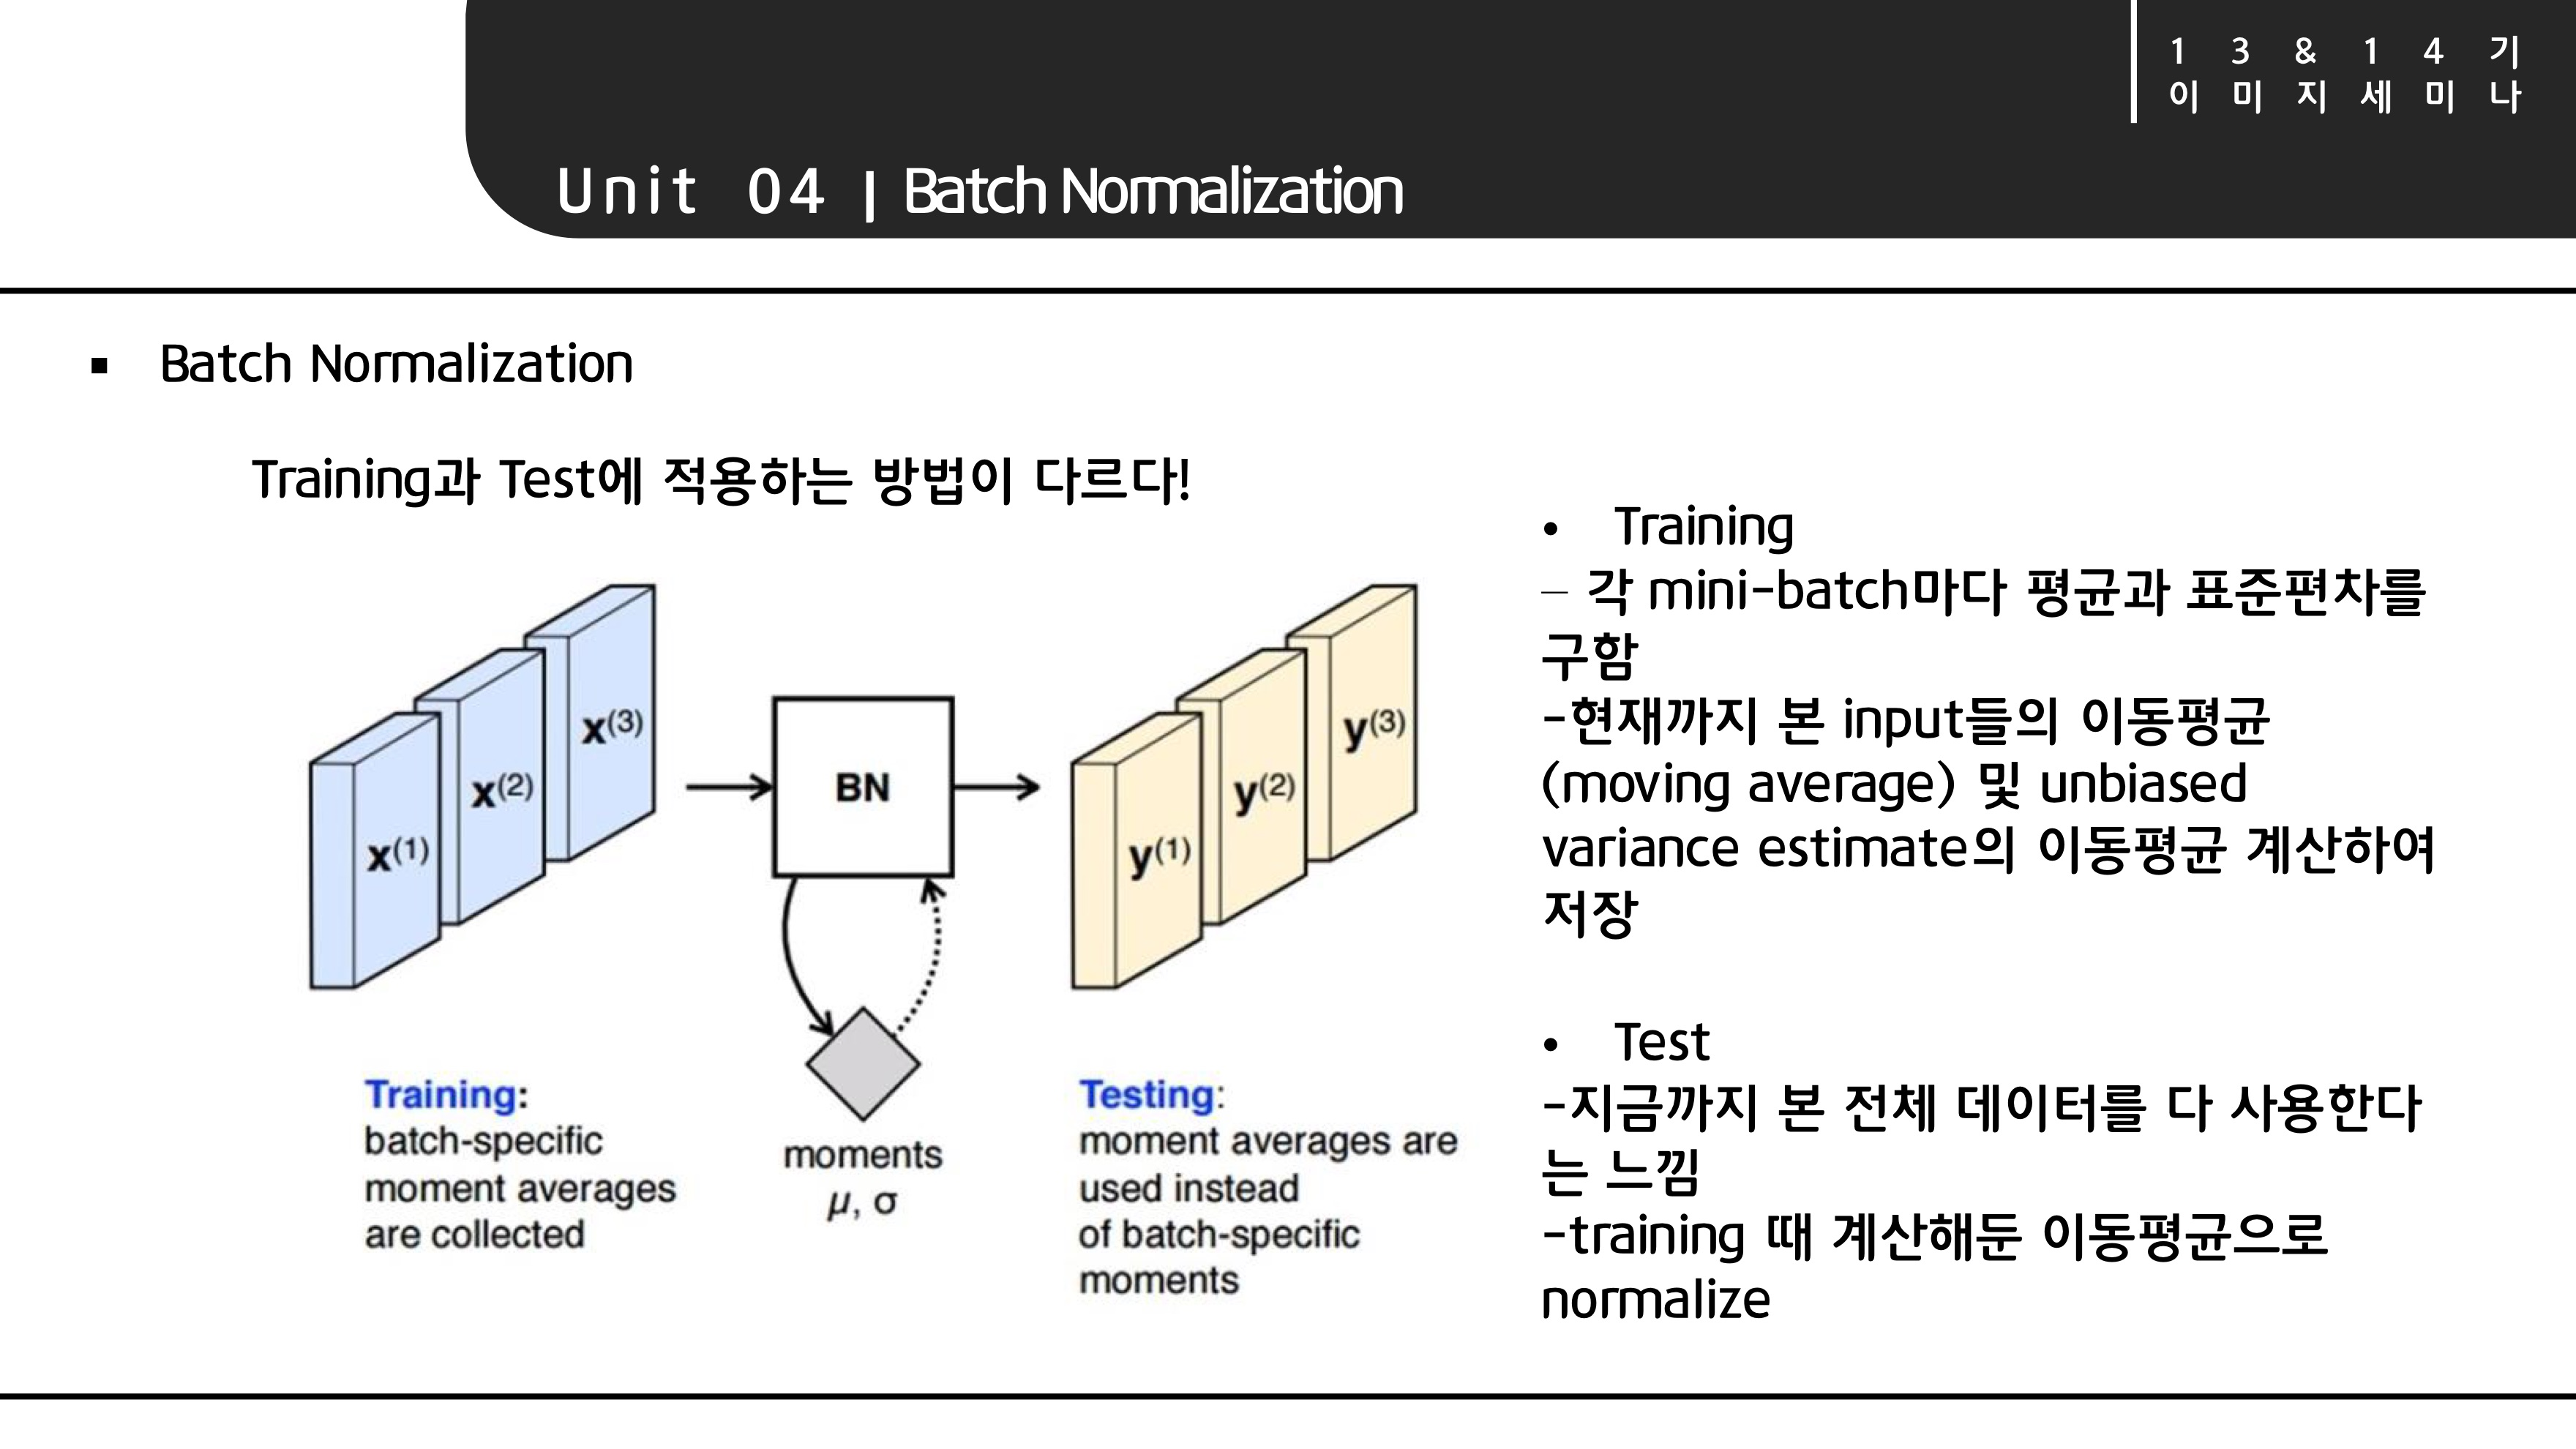 1 3 & 1 4 기
이 미 지 세 미 나
Unit 04 | Batch Normalization
▪ Batch Normalization
Training과 Test에 적용하는 방법이 다르다!
x(1)
x(2)
x(3)
BN
y(1)
y(2)
y(3)
Training:
batch-specific
moment averages
are collected
moments
μ, σ
Testing:
moment averages are
used instead
of batch-specific
moments
• Training
– 각 mini-batch마다 평균과 표준편차를
구함
-현재까지 본 input들의 이동평균
(moving average) 및 unbiased
variance estimate의 이동평균 계산하여
저장
• Test
-지금까지 본 전체 데이터를 다 사용한다
는 느낌
-training 때 계산해둔 이동평균으로
normalize